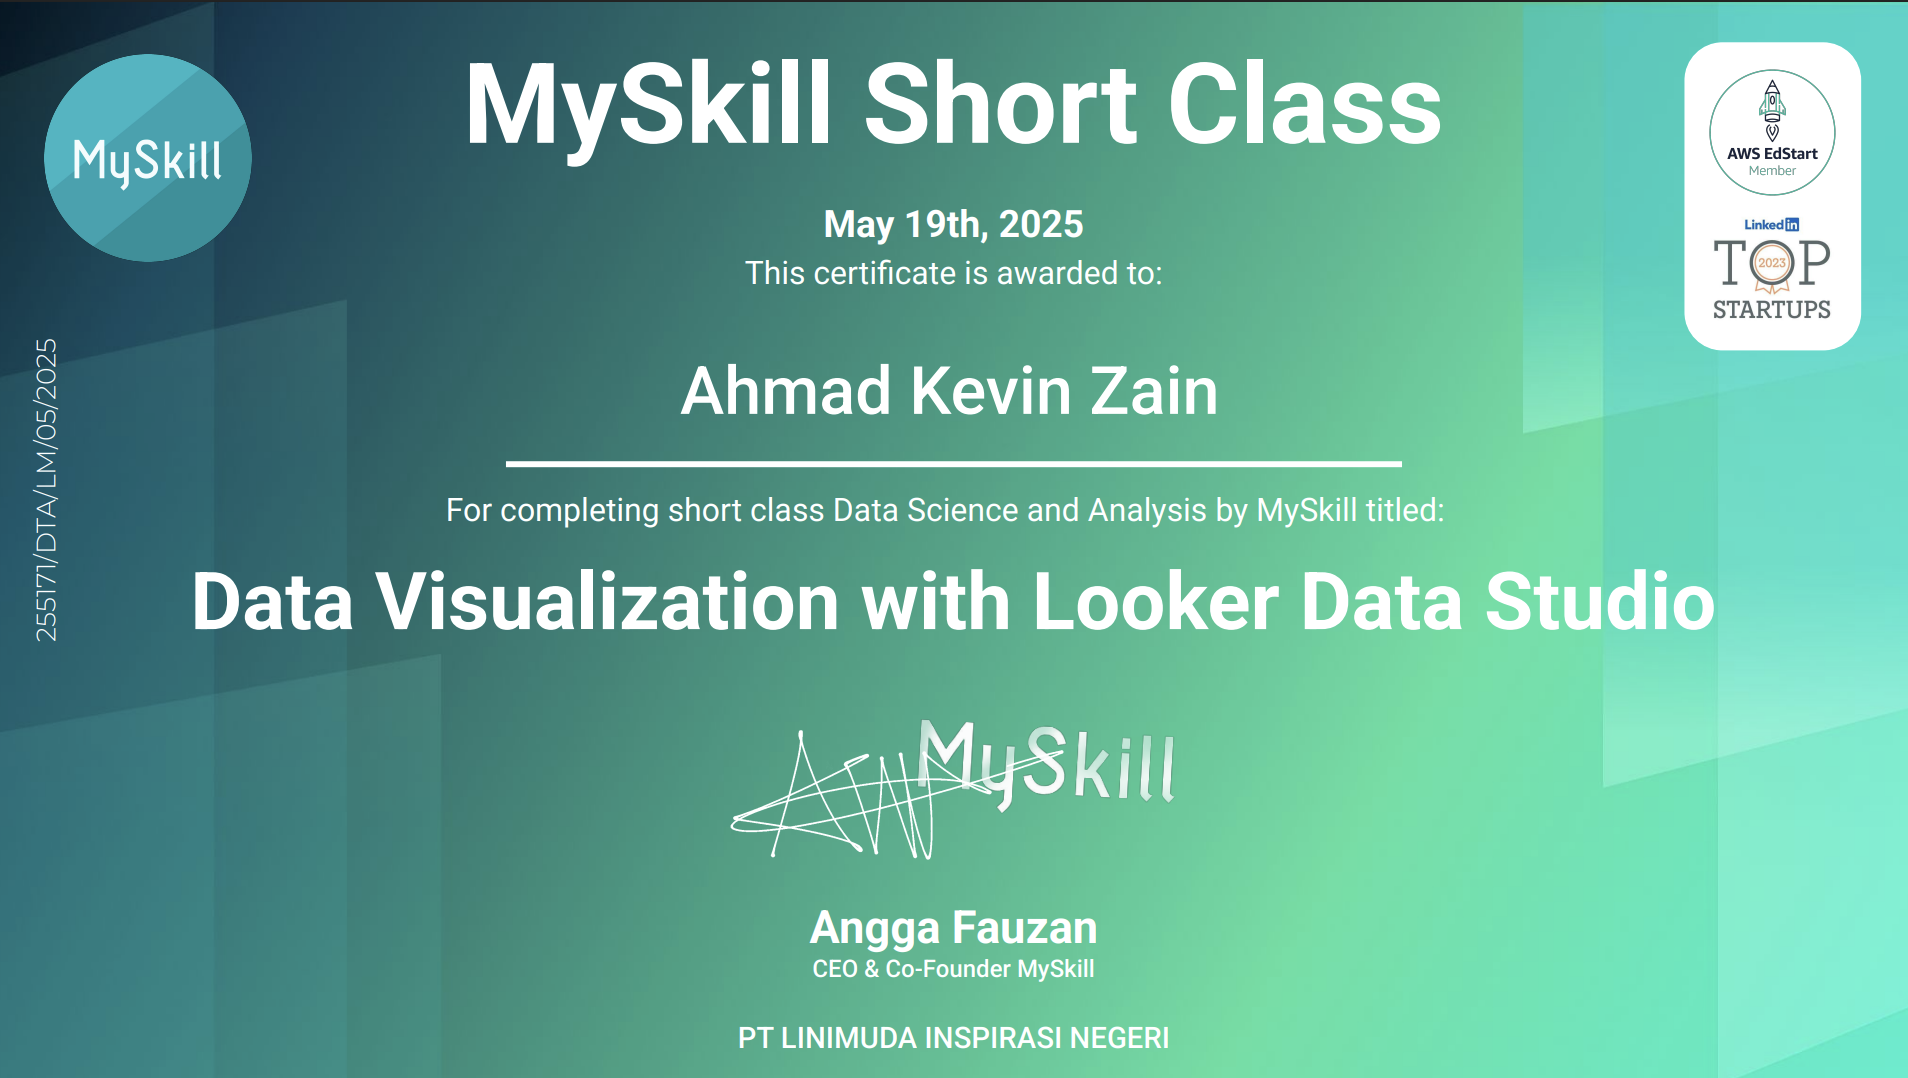 MySkill
MySkill Short Class
AWS EdStart
Member
May 19th, 2025
This certificate is awarded to:
Linked in
TOP
2023
STARTUPS
Ahmad Kevin Zain
255171/DTA/LM/05/2025
For completing short class Data Science and Analysis by MySkill titled:
Data Visualization with Looker Data Studio
MySkill
Angga Fauzan
CEO & Co-Founder MySkill
PT LINIMUDA INSPIRASI NEGERI